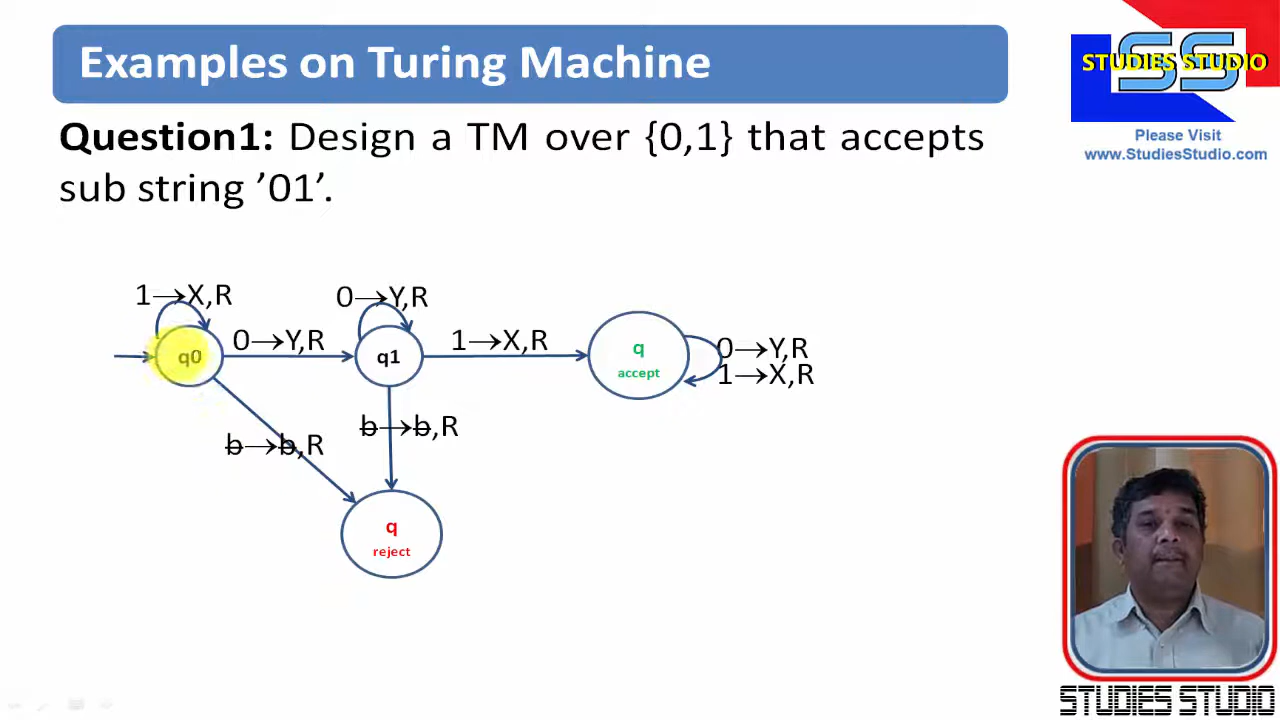 Examples on Turing Machine
STUDIES STUDIO
SS
Please Visit
www.StudiesStudio.com
Question1: Design a TM over {0,1} that accepts
sub string ’01’.
1→X,R
0→Y,R
0→Y,R
1→X,R
q0
q1
q
accept
0→Y,R
1→X,R
b→b,R
b→b,R
q
reject
STUDIES STUDIO